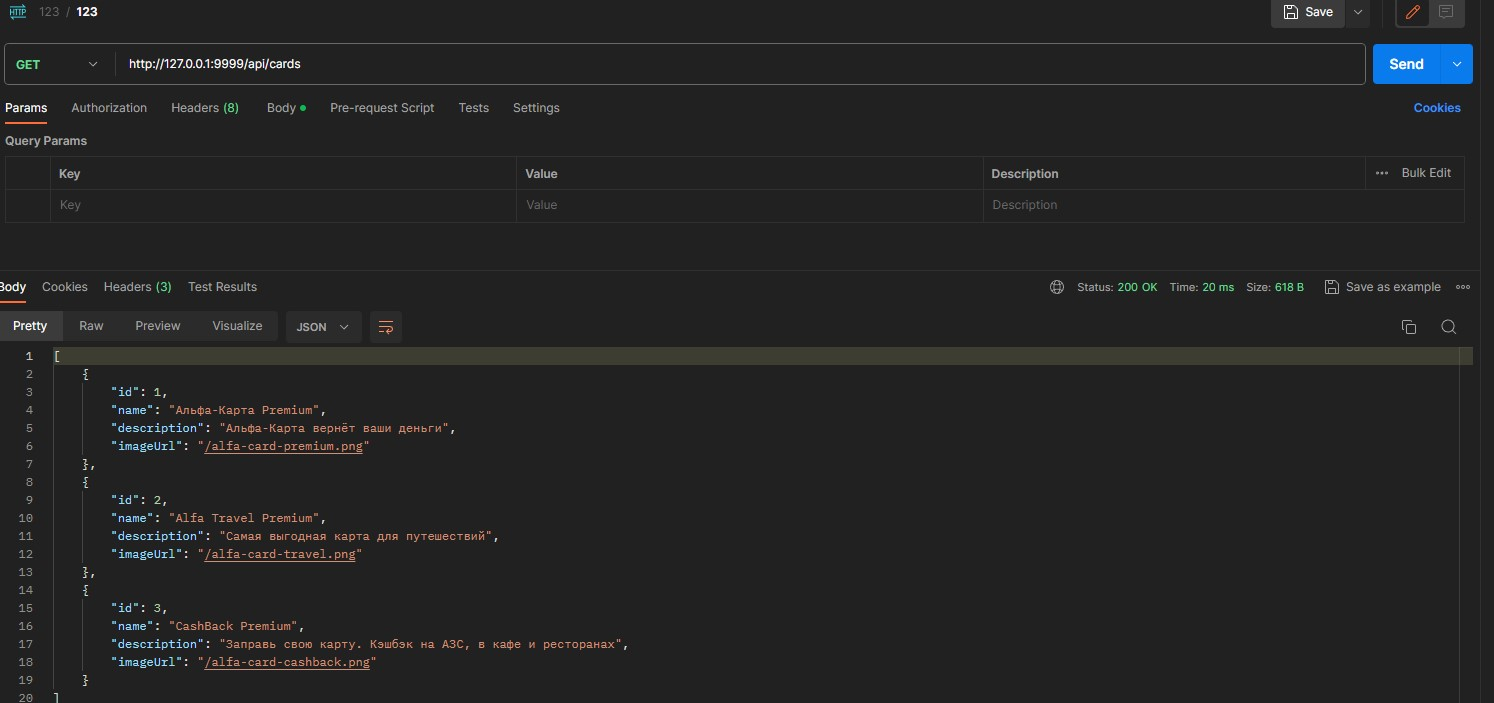 HTTP 123 / 123 Save
GET http://127.0.0.1:9999/api/cards Send
Params Authorization Headers (8) Body Pre-request Script Tests Settings Cookies
Query Params
Key Value Description ••• Bulk Edit
Key Value Description
Body Cookies Headers (3) Test Results Status: 200 OK Time: 20 ms Size: 618 B Save as example
Pretty Raw Preview Visualize JSON
1 [
2 {
3 "id": 1,
4 "name": "Альфа-Карта Premium",
5 "description": "Альфа-Карта вернёт ваши деньги",
6 "imageUrl": "/alfa-card-premium.png"
7 },
8 {
9 "id": 2,
10 "name": "Alfa Travel Premium",
11 "description": "Самая выгодная карта для путешествий",
12 "imageUrl": "/alfa-card-travel.png"
13 },
14 {
15 "id": 3,
16 "name": "CashBack Premium",
17 "description": "Заправь свою карту. Кэшбэк на АЗС, в кафе и ресторанах",
18 "imageUrl": "/alfa-card-cashback.png"
19 }
20 ]